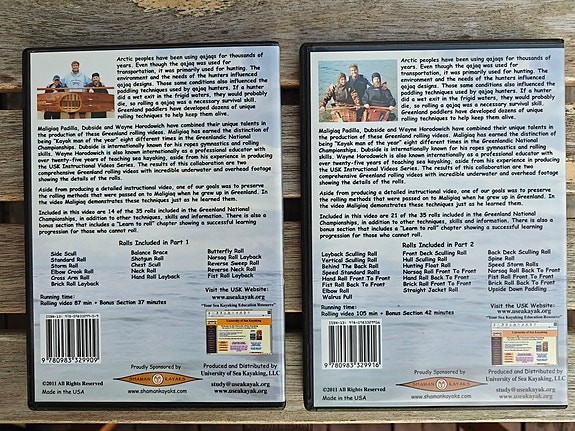 Arctic peoples have been using qajaqs for thousands of
years. Even though the qajaq was used for
transportation, it was primarily for hunting. The
environment and the needs of the hunters influenced
qajaq designs. Those same conditions also influenced the
paddling techniques used by qajaq hunters. If a hunter
did a wet exit in the frigid waters, they would probably
die, so rolling a qajaq was a necessary survival skill.
Greenland paddlers have developed dozens of unique
rolling techniques to help keep them alive.
Maligiaq Padilla, Dubside and Wayne Horodowich have combined their unique talents in
the production of these Greenland rolling videos. Maligiaq has earned the distinction of
being "Kayak man of the year" eight different times in the Greenlandic National
Championships. Dubside is internationally known for his ropes gymnastics and rolling
skills. Wayne Horodowich is also known internationally as a professional educator with
over twenty-five years of teaching sea kayaking, aside from his experience in producing
the USK Instructional Videos Series. The results of this collaboration are two
comprehensive Greenland rolling videos with incredible underwater and overhead footage
showing the details of the rolls.
Aside from producing a detailed instructional video, one of our goals was to preserve
the rolling methods that were passed on to Maligiaq when he grew up in Greenland. In
the video Maligiaq demonstrates these techniques just as he learned them.
Included in this video are 14 of the 35 rolls included in the Greenland National
Championships, in addition to other techniques, skills and information. There is also a
bonus section that includes a "Learn to roll" chapter showing a successful learning
progression for those who cannot roll.
Rolls Included in Part 1
Side Scull
Standard Roll
Storm Roll
Elbow Crook Roll
Cross Arm Roll
Brick Roll Layback
Balance Brace
Shotgun Roll
Chest Scull
Neck Roll
Hand Roll Layback
Butterfly Roll
Norsaq Roll Layback
Reverse Sweep Roll
Reverse Neck Roll
Fist Roll Layback
Running time:
Rolling video 87 min + Bonus Section 37 minutes
Visit the USK Website:
www.useakayak.org
"Your Sea Kayaking Education Resource"
ISBN-13: 978-0983329909
9 780983 329909
University of Sea Kayaking
Proudly Sponsored by
SHAMAN KAYAKS
www.shamankayaks.com
©2011 All Rights Reserved
Made in the USA
Produced and Distributed by
University of Sea Kayaking, LLC
study@useakayak.org
www.useakayak.org
Arctic peoples have been using qajaqs for thousands of
years. Even though the qajaq was used for
transportation, it was primarily for hunting. The
environment and the needs of the hunters influenced
qajaq designs. Those same conditions also influenced the
paddling techniques used by qajaq hunters. If a hunter
did a wet exit in the frigid waters, they would probably
die, so rolling a qajaq was a necessary survival skill.
Greenland paddlers have developed dozens of unique
rolling techniques to help keep them alive.
Maligiaq Padilla, Dubside and Wayne Horodowich have combined their unique talents in
the production of these Greenland rolling videos. Maligiaq has earned the distinction of
being "Kayak man of the year" eight different times in the Greenlandic National
Championships. Dubside is internationally known for his ropes gymnastics and rolling
skills. Wayne Horodowich is also known internationally as a professional educator with
over twenty-five years of teaching sea kayaking, aside from his experience in producing
the USK Instructional Videos Series. The results of this collaboration are two
comprehensive Greenland rolling videos with incredible underwater and overhead footage
showing the details of the rolls.
Aside from producing a detailed instructional video, one of our goals was to preserve
the rolling methods that were passed on to Maligiaq when he grew up in Greenland. In
the video Maligiaq demonstrates these techniques just as he learned them.
Included in this video are 21 of the 35 rolls included in the Greenland National
Championships, in addition to other techniques, skills and information. There is also a
bonus section that includes a "Learn to roll" chapter showing a successful learning
progression for those who cannot roll.
Rolls Included in Part 2
Layback Sculling Roll
Vertical Sculling Roll
Behind The Back Roll
Speed Standard Rolls
Hand Roll Front To Front
Fist Roll Back To Front
Elbow Roll
Walrus Pull
Front Deck Sculling Roll
Hull Sculling Roll
Hunting Float Roll
Norsaq Roll Front To Front
Hand Roll Back To Front
Brick Roll Front To Front
Straight Jacket Roll
Back Deck Sculling Roll
Spine Roll
Speed Storm Rolls
Norsaq Roll Back To Front
Fist Roll Front To Front
Brick Roll Back To Front
Upside Down Paddling
Running time:
Rolling video 105 min + Bonus Section 42 minutes
Visit the USK Website:
www.useakayak.org
"Your Sea Kayaking Education Resource"
ISBN-13: 978-0983329916
9 780983 329916
University of Sea Kayaking
Proudly Sponsored by
SHAMAN KAYAKS
www.shamankayaks.com
©2011 All Rights Reserved
Made in the USA
Produced and Distributed by
University of Sea Kayaking, LLC
study@useakayak.org
www.useakayak.org